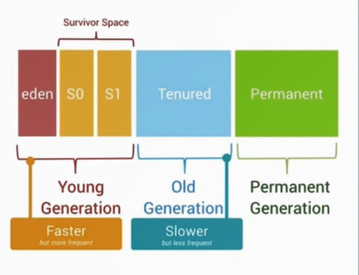 Survivor Space
eden
S0
S1
Tenured
Permanent
Young
Generation
Old
Generation
Permanent
Generation
Faster
but more frequent
Slower
but less frequent